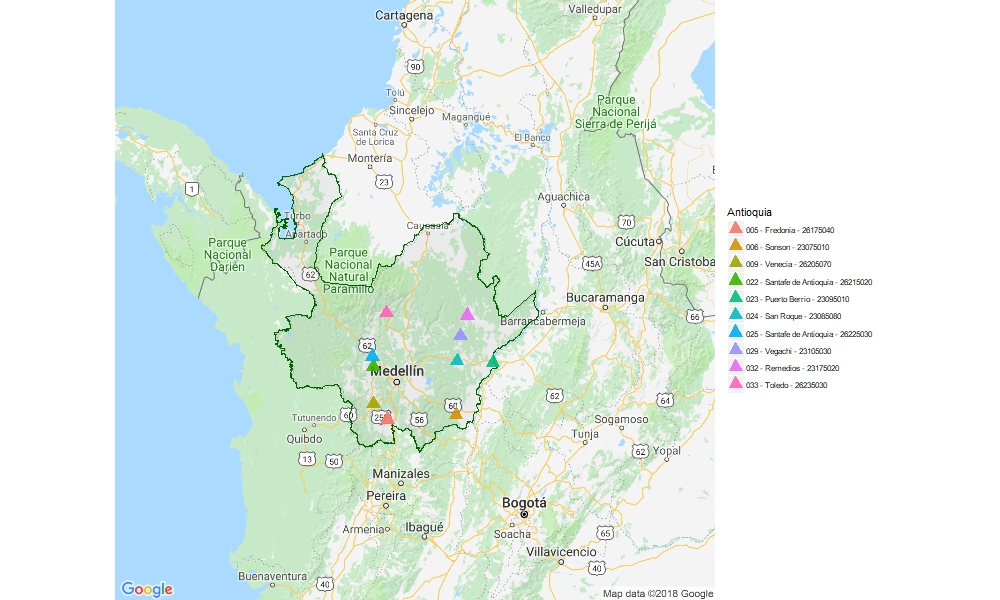 Cartagena
Valledupar
90
Tolú
Sincelejo
Magangué
Parque
Nacional
Sierra de Perijá
Santa Cruz
de Lorica
El Banco
Montería
23
1
Aguachica
Turbo
Apartadó
Caucasia
70
Cúcuta
San Cristoba
Parque
Nacional
Darién
Parque
Nacional
Natural
Paramillo
62
45A
Bucaramanga
66
Barrancabermeja
62
Medellín
62
64
60
60
25
56
Tutunendo
Quibdo
Sogamoso
Tunja
62
Yopal
13
50
Manizales
Pereira
Bogotá
Armenia
Ibagué
Soacha
65
Villavicencio
40
Buenaventura
40
Google
Map data ©2018 Google
Antioquia
005 - Fredonia - 26175040
006 - Sonson - 23075010
009 - Venecia - 26205070
022 - Santafe de Antioquia - 26215020
023 - Puerto Berrio - 23095010
024 - San Roque - 23085080
025 - Santafe de Antioquia - 26225030
029 - Vegachi - 23105030
032 - Remedios - 23175020
033 - Toledo - 26235030